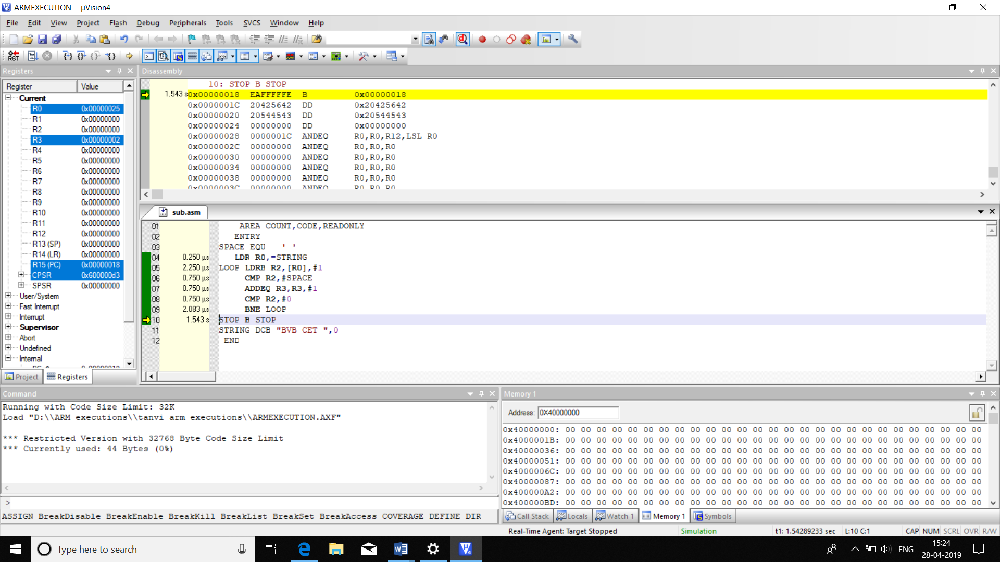 ARMEXECUTION - µVision4
File Edit View Project Flash Debug Peripherals Tools SVCS Window Help
RST
Registers
Register Value
Current
R0 0x00000025
R1 0x00000000
R2 0x00000000
R3 0x00000002
R4 0x00000000
R5 0x00000000
R6 0x00000000
R7 0x00000000
R8 0x00000000
R9 0x00000000
R10 0x00000000
R11 0x00000000
R12 0x00000000
R13 (SP) 0x00000000
R14 (LR) 0x00000000
R15 (PC) 0x00000018
CPSR 0x600000d3
SPSR 0x00000000
User/System
Fast Interrupt
Interrupt
Supervisor
Abort
Undefined
Internal
Project Registers
Disassembly
10: STOP B STOP
1.543 s 0x00000018 EAFFFFFE B 0x00000018
0x0000001C 20425642 DD 0x20425642
0x00000020 20544543 DD 0x20544543
0x00000024 00000000 DD 0x00000000
0x00000028 0000001C ANDEQ R0,R0,R12,LSL R0
0x0000002C 00000000 ANDEQ R0,R0,R0
0x00000030 00000000 ANDEQ R0,R0,R0
0x00000034 00000000 ANDEQ R0,R0,R0
0x00000038 00000000 ANDEQ R0,R0,R0
0x0000003C 00000000 ANDEQ R0,R0,R0
sub.asm
01 AREA COUNT,CODE,READONLY
02 ENTRY
03 SPACE EQU ' '
04 0.250 µs LDR R0,=STRING
05 2.250 µs LOOP LDRB R2,[R0],#1
06 0.750 µs CMP R2,#SPACE
07 0.750 µs ADDEQ R3,R3,#1
08 0.750 µs CMP R2,#0
09 2.083 µs BNE LOOP
10 1.543 s STOP B STOP
11 STRING DCB "BVB CET ",0
12 END
Command
Running with Code Size Limit: 32K
Load "D:\\ARM executions\\tanvi arm executions\\ARMEXECUTION.AXF"
*** Restricted Version with 32768 Byte Code Size Limit
*** Currently used: 44 Bytes (0%)
>
ASSIGN BreakDisable BreakEnable BreakKill BreakList BreakSet BreakAccess COVERAGE DEFINE DIR
Memory 1
Address: 0X40000000
0x40000000: 00 00 00 00 00 00 00 00 00 00 00 00 00 00 00 00 00 00 00 00 00 00 00 00 00 00 00
0x4000001B: 00 00 00 00 00 00 00 00 00 00 00 00 00 00 00 00 00 00 00 00 00 00 00 00 00 00 00
0x40000036: 00 00 00 00 00 00 00 00 00 00 00 00 00 00 00 00 00 00 00 00 00 00 00 00 00 00 00
0x40000051: 00 00 00 00 00 00 00 00 00 00 00 00 00 00 00 00 00 00 00 00 00 00 00 00 00 00 00
0x4000006C: 00 00 00 00 00 00 00 00 00 00 00 00 00 00 00 00 00 00 00 00 00 00 00 00 00 00 00
0x40000087: 00 00 00 00 00 00 00 00 00 00 00 00 00 00 00 00 00 00 00 00 00 00 00 00 00 00 00
0x400000A2: 00 00 00 00 00 00 00 00 00 00 00 00 00 00 00 00 00 00 00 00 00 00 00 00 00 00 00
0x400000BD: 00 00 00 00 00 00 00 00 00 00 00 00 00 00 00 00 00 00 00 00 00 00 00 00 00 00 00
Call Stack Locals Watch 1 Memory 1 Symbols
Real-Time Agent: Target Stopped Simulation t1: 1.54289233 sec L:10 C:1 CAP NUM SCRL OVR R/W
Type here to search
ENG
15:24
28-04-2019